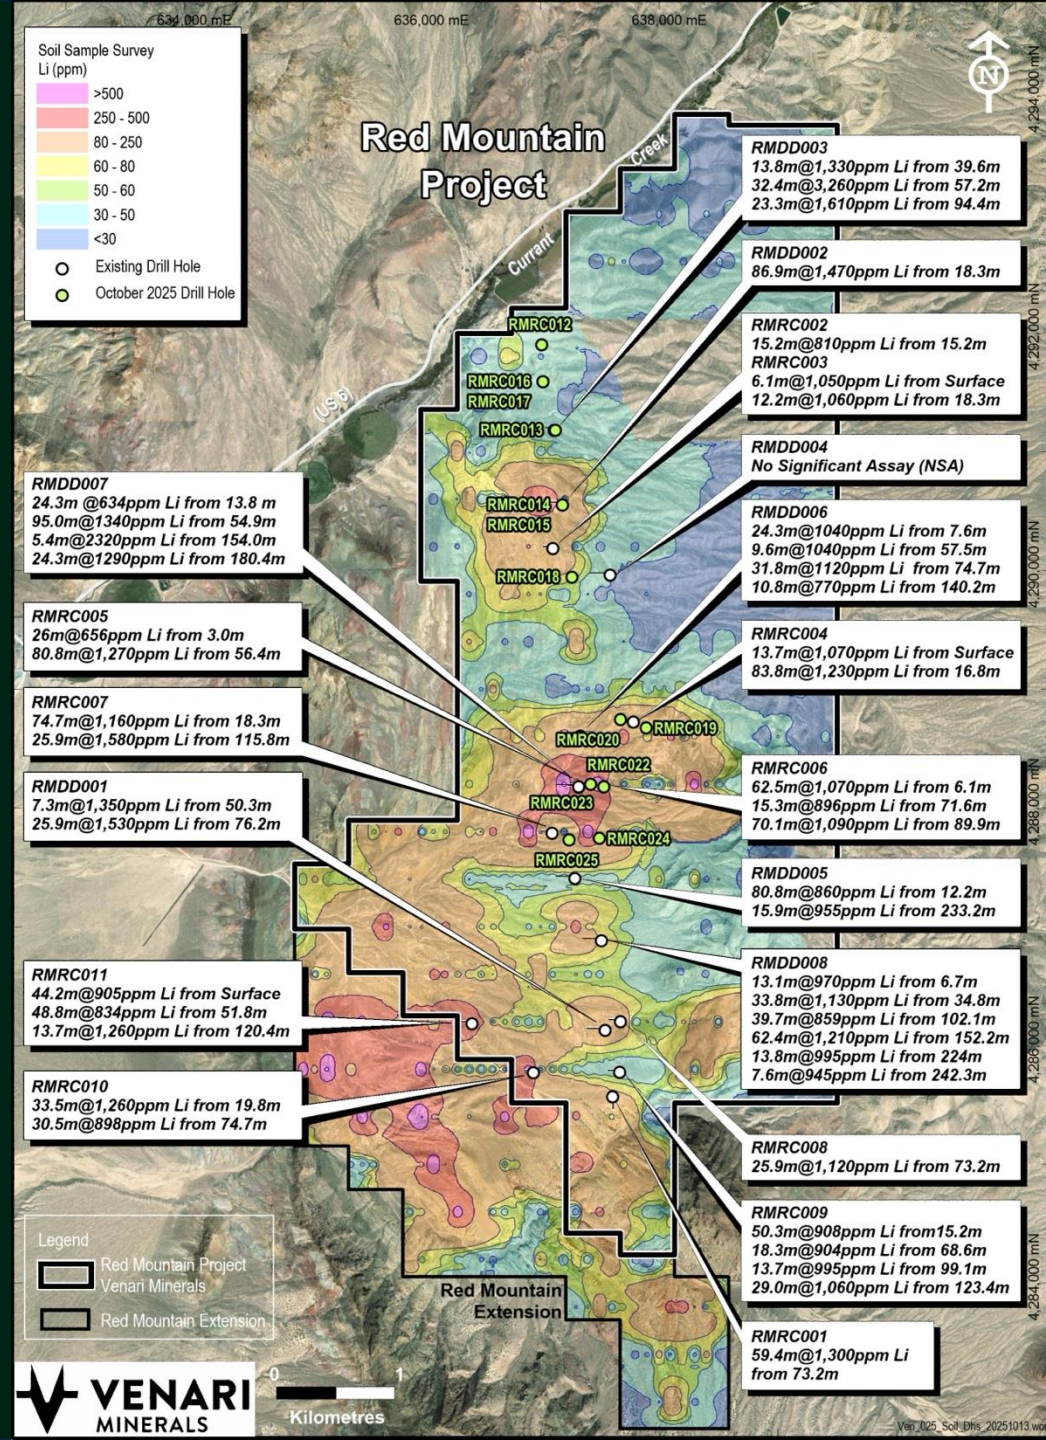 634,000 mE
636,000 mE
638,000 mE
4,294,000 mN
4,292,000 mN
4,290,000 mN
4,288,000 mN
4,286,000 mN
4,284,000 mN
Soil Sample Survey
Li (ppm)
>500
250 - 500
80 - 250
60 - 80
50 - 60
30 - 50
<30
Existing Drill Hole
October 2025 Drill Hole
N
Red Mountain
Project
Creek
Currant
(US 6)
RMDD003
13.8m@1,330ppm Li from 39.6m
32.4m@3,260ppm Li from 57.2m
23.3m@1,610ppm Li from 94.4m
RMDD002
86.9m@1,470ppm Li from 18.3m
RMRC002
15.2m@810ppm Li from 15.2m
RMRC003
6.1m@1,050ppm Li from Surface
12.2m@1,060ppm Li from 18.3m
RMDD004
No Significant Assay (NSA)
RMDD006
24.3m@1040ppm Li from 7.6m
9.6m@1040ppm Li from 57.5m
31.8m@1120ppm Li from 74.7m
10.8m@770ppm Li from 140.2m
RMRC004
13.7m@1,070ppm Li from Surface
83.8m@1,230ppm Li from 16.8m
RMRC006
62.5m@1,070ppm Li from 6.1m
15.3m@896ppm Li from 71.6m
70.1m@1,090ppm Li from 89.9m
RMDD005
80.8m@860ppm Li from 12.2m
15.9m@955ppm Li from 233.2m
RMDD008
13.1m@970ppm Li from 6.7m
33.8m@1,130ppm Li from 34.8m
39.7m@859ppm Li from 102.1m
62.4m@1,210ppm Li from 152.2m
13.8m@995ppm Li from 224m
7.6m@945ppm Li from 242.3m
RMRC008
25.9m@1,120ppm Li from 73.2m
RMRC009
50.3m@908ppm Li from15.2m
18.3m@904ppm Li from 68.6m
13.7m@995ppm Li from 99.1m
29.0m@1,060ppm Li from 123.4m
RMRC001
59.4m@1,300ppm Li
from 73.2m
RMDD007
24.3m @634ppm Li from 13.8 m
95.0m@1340ppm Li from 54.9m
5.4m@2320ppm Li from 154.0m
24.3m@1290ppm Li from 180.4m
RMRC005
26m@656ppm Li from 3.0m
80.8m@1,270ppm Li from 56.4m
RMRC007
74.7m@1,160ppm Li from 18.3m
25.9m@1,580ppm Li from 115.8m
RMDD001
7.3m@1,350ppm Li from 50.3m
25.9m@1,530ppm Li from 76.2m
RMRC011
44.2m@905ppm Li from Surface
48.8m@834ppm Li from 51.8m
13.7m@1,260ppm Li from 120.4m
RMRC010
33.5m@1,260ppm Li from 19.8m
30.5m@898ppm Li from 74.7m
RMRC012
RMRC016
RMRC017
RMRC013
RMRC014
RMRC015
RMRC018
RMRC019
RMRC020
RMRC022
RMRC023
RMRC024
RMRC025
Legend
Red Mountain Project
Venari Minerals
Red Mountain Extension
Red Mountain
Extension
VENARI
MINERALS
0 1
Kilometres
Ven_025_Soil_Dhs_20251013.wor